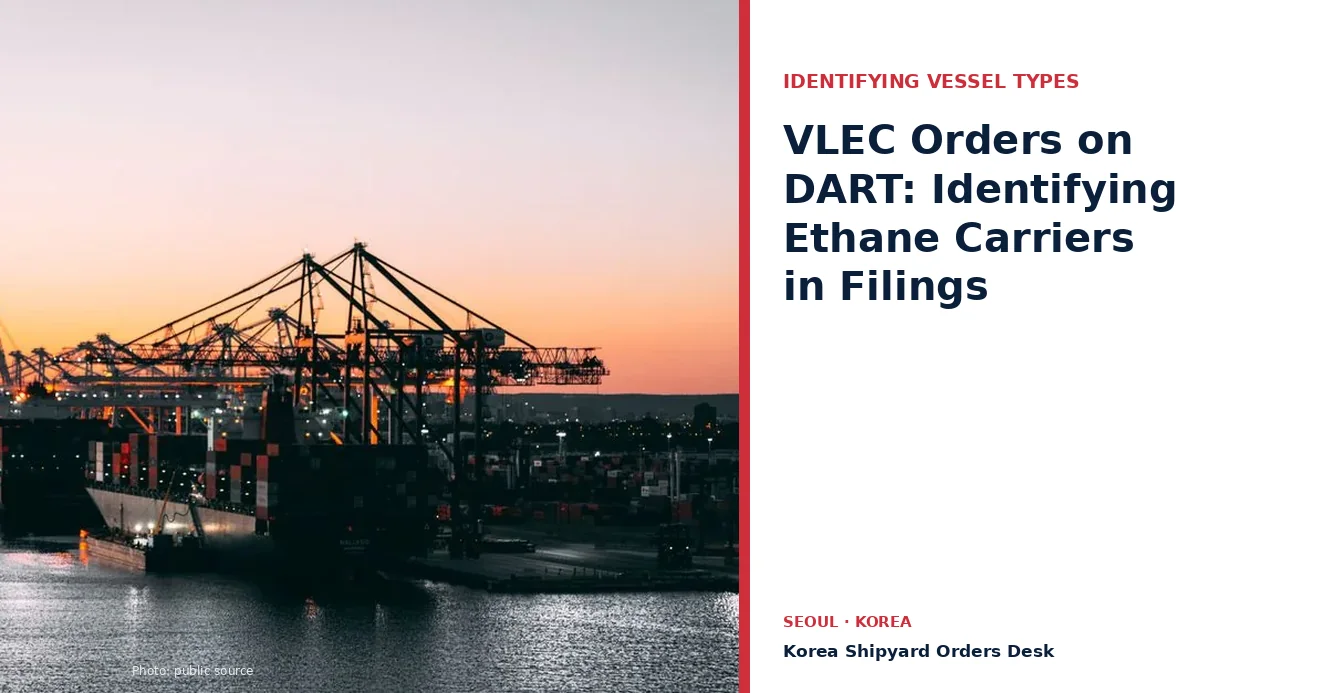 IDENTIFYING VESSEL TYPES
VLEC Orders on
DART: Identifying
Ethane Carriers
in Filings
SEOUL · KOREA
Korea Shipyard Orders Desk
Photo: public source